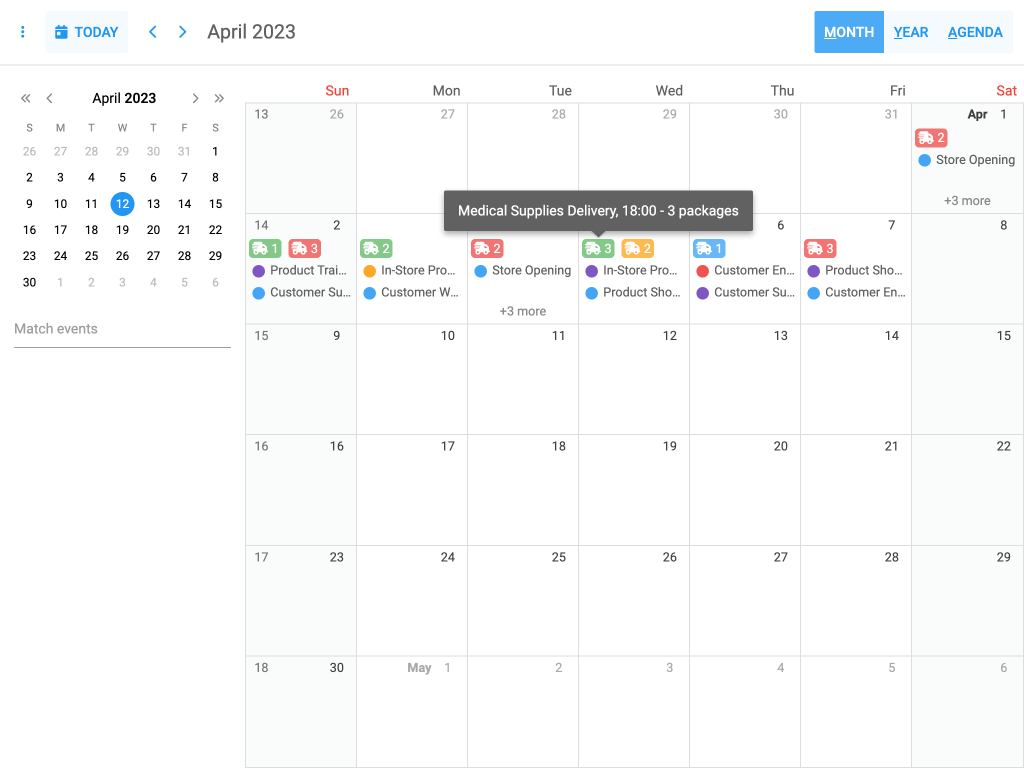 TODAY
April 2023
MONTH YEAR AGENDA
April 2023
S M T W T F S
26 27 28 29 30 31 1
2 3 4 5 6 7 8
9 10 11 12 13 14 15
16 17 18 19 20 21 22
23 24 25 26 27 28 29
30 1 2 3 4 5 6
Match events
Sun Mon Tue Wed Thu Fri Sat
13 26 27 28 29 30 31 Apr 1
2
Store Opening
+3 more
Medical Supplies Delivery, 18:00 - 3 packages
14 2 6 7 8
1 3 2 2 3 2 1 3
Product Trai... In-Store Pro... Store Opening In-Store Pro... Customer En... Product Sho...
Customer Su... Customer W... Product Sho... Customer Su... Customer En...
+3 more
15 9 10 11 12 13 14 15
16 16 17 18 19 20 21 22
17 23 24 25 26 27 28 29
18 30 May 1 2 3 4 5 6